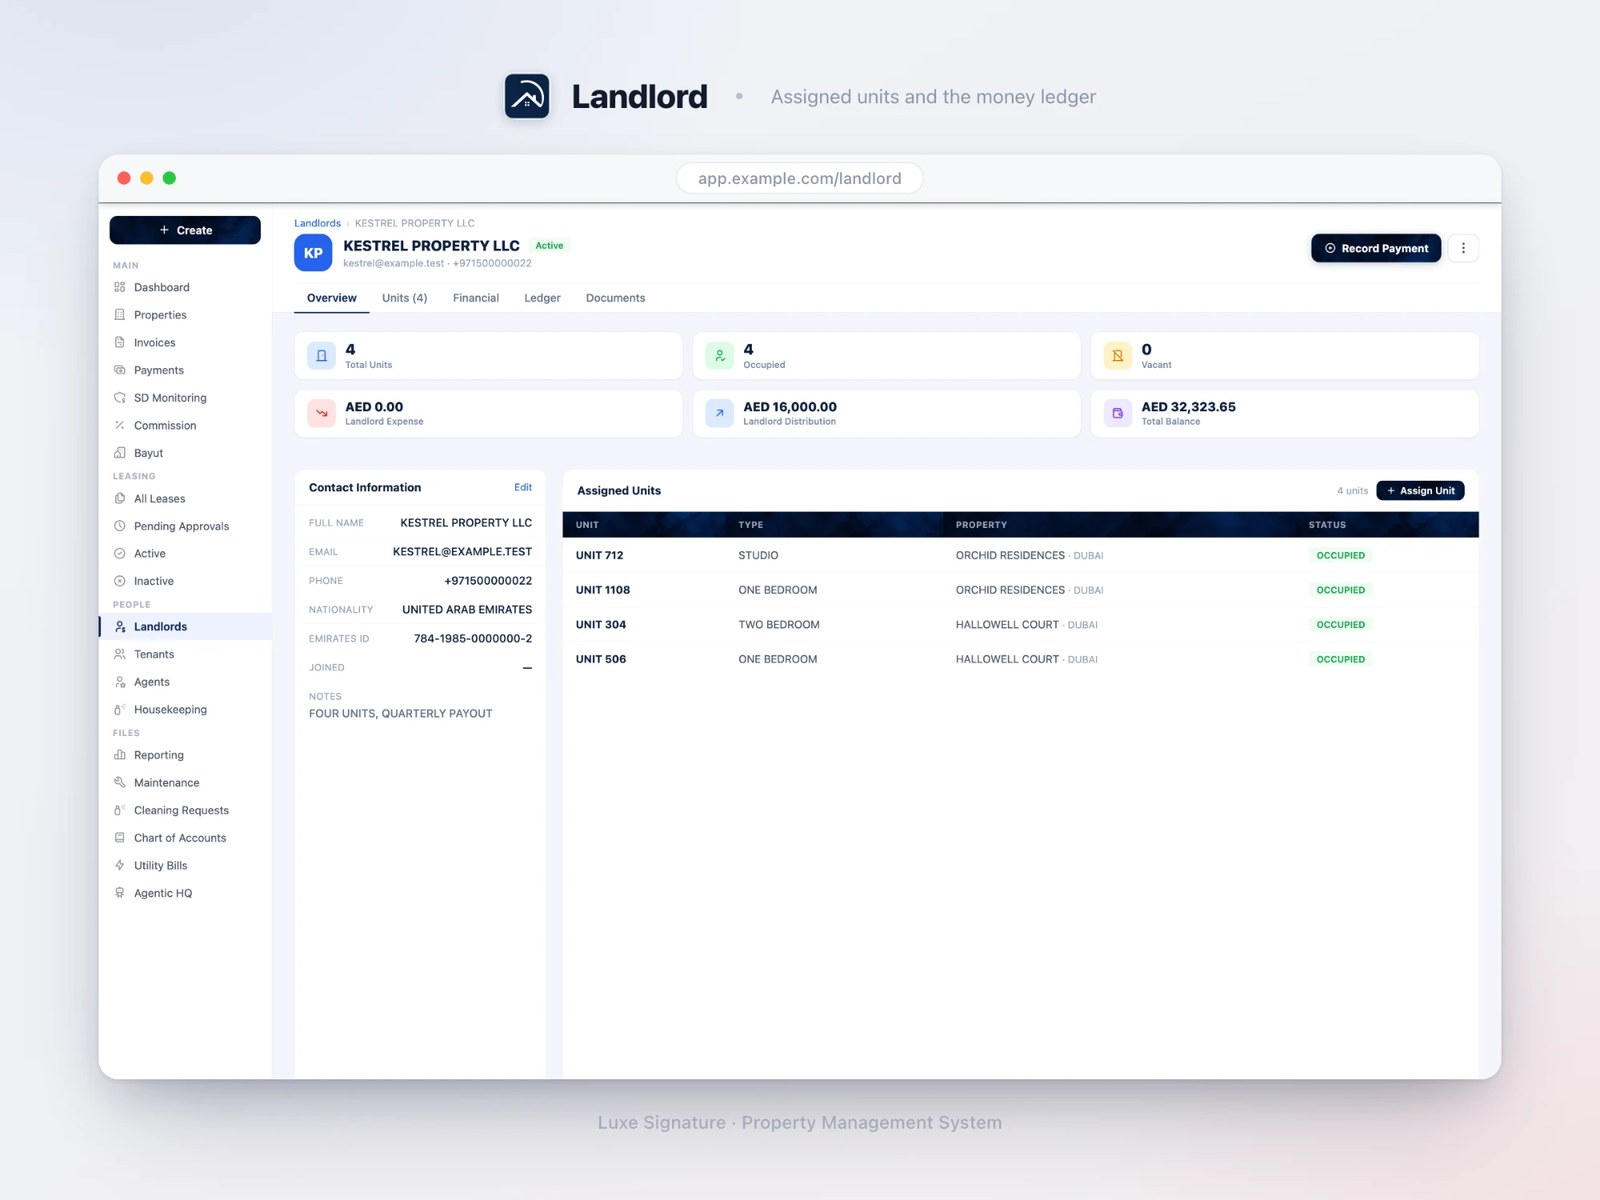 Landlord • Assigned units and the money ledger
app.example.com/landlord
+ Create
MAIN
Dashboard
Properties
Invoices
Payments
SD Monitoring
Commission
Bayut
LEASING
All Leases
Pending Approvals
Active
Inactive
PEOPLE
Landlords
Tenants
Agents
Housekeeping
FILES
Reporting
Maintenance
Cleaning Requests
Chart of Accounts
Utility Bills
Agentic HQ
Landlords › KESTREL PROPERTY LLC
KP
KESTREL PROPERTY LLC Active
kestrel@example.test · +971500000022
Record Payment
Overview Units (4) Financial Ledger Documents
4
Total Units
4
Occupied
0
Vacant
AED 0.00
Landlord Expense
AED 16,000.00
Landlord Distribution
AED 32,323.65
Total Balance
Contact Information Edit
FULL NAME KESTREL PROPERTY LLC
EMAIL KESTREL@EXAMPLE.TEST
PHONE +971500000022
NATIONALITY UNITED ARAB EMIRATES
EMIRATES ID 784-1985-0000000-2
JOINED —
NOTES
FOUR UNITS, QUARTERLY PAYOUT
Assigned Units 4 units + Assign Unit
UNIT TYPE PROPERTY STATUS
UNIT 712 STUDIO ORCHID RESIDENCES · DUBAI OCCUPIED
UNIT 1108 ONE BEDROOM ORCHID RESIDENCES · DUBAI OCCUPIED
UNIT 304 TWO BEDROOM HALLOWELL COURT · DUBAI OCCUPIED
UNIT 506 ONE BEDROOM HALLOWELL COURT · DUBAI OCCUPIED
Luxe Signature · Property Management System